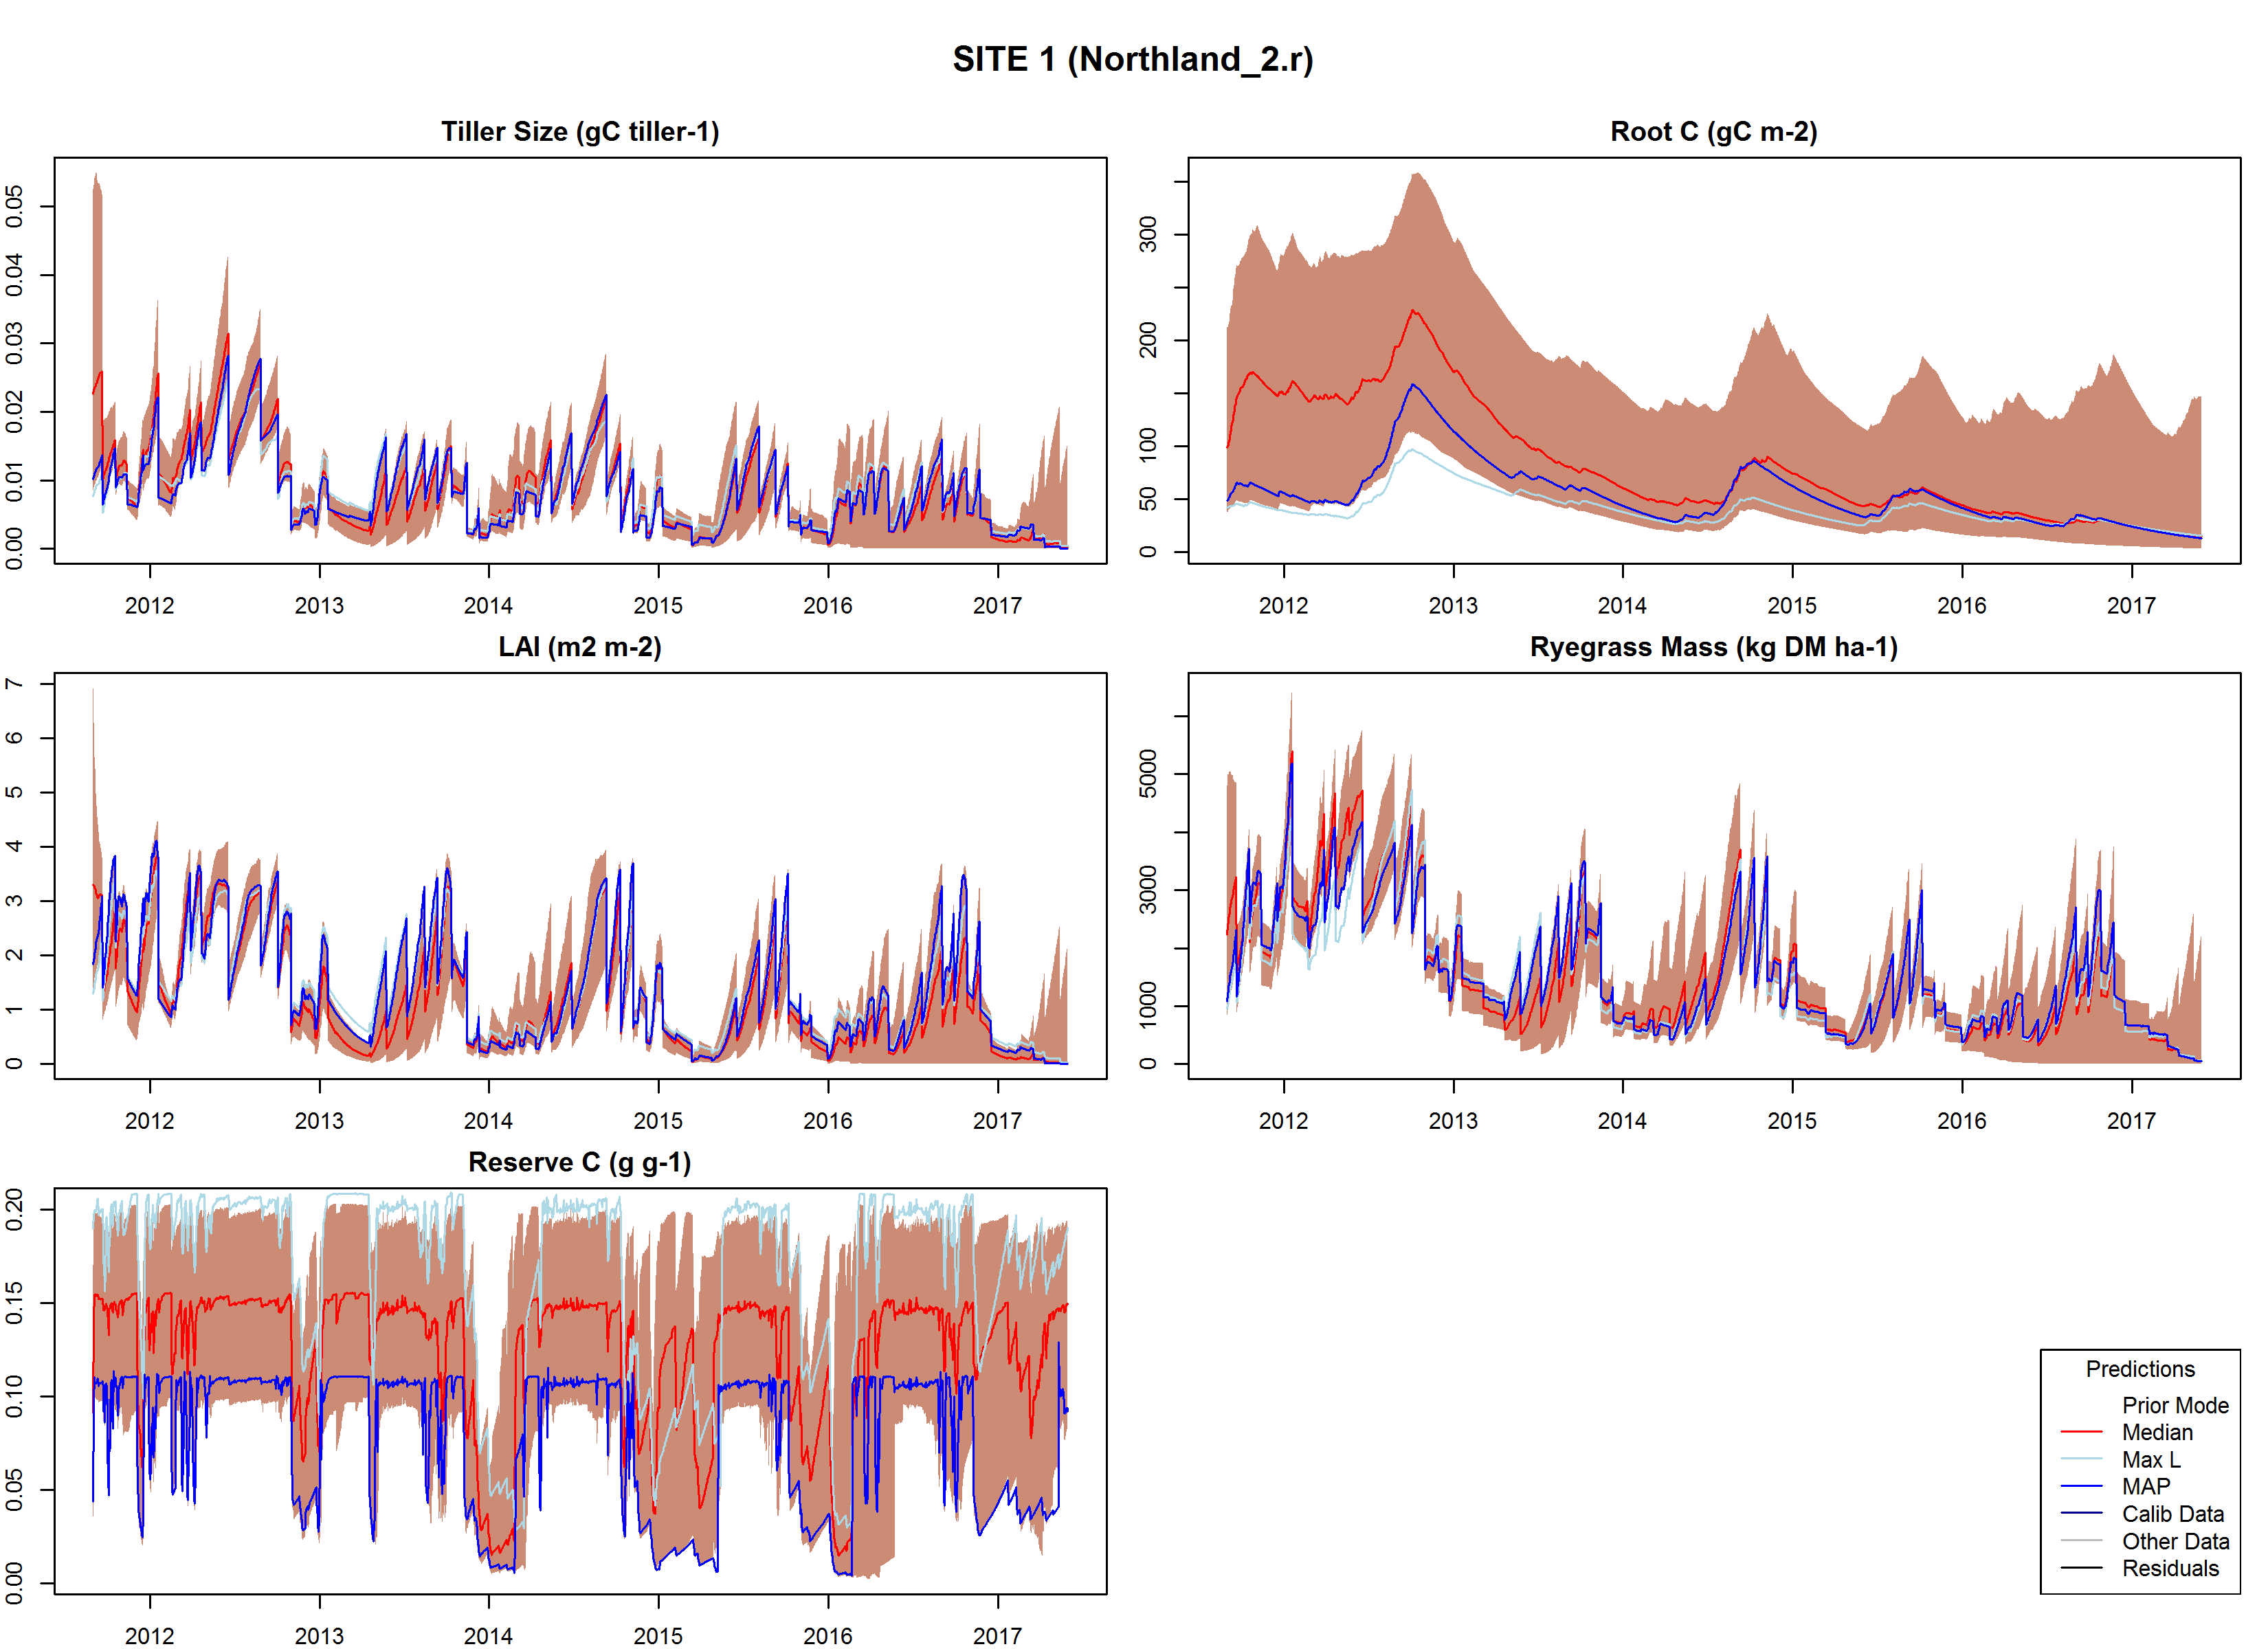 SITE 1 (Northland_2.r)
Tiller Size (gC tiller-1)
0.05
0.04
0.03
0.02
0.01
0.00
2012 2013 2014 2015 2016 2017
Root C (gC m-2)
300
200
100
50
0
2012 2013 2014 2015 2016 2017
LAI (m2 m-2)
7
6
5
4
3
2
1
0
2012 2013 2014 2015 2016 2017
Ryegrass Mass (kg DM ha-1)
5000
3000
1000
0
2012 2013 2014 2015 2016 2017
Reserve C (g g-1)
0.20
0.15
0.10
0.05
0.00
2012 2013 2014 2015 2016 2017
Predictions
Prior Mode
Median
Max L
MAP
Calib Data
Other Data
Residuals